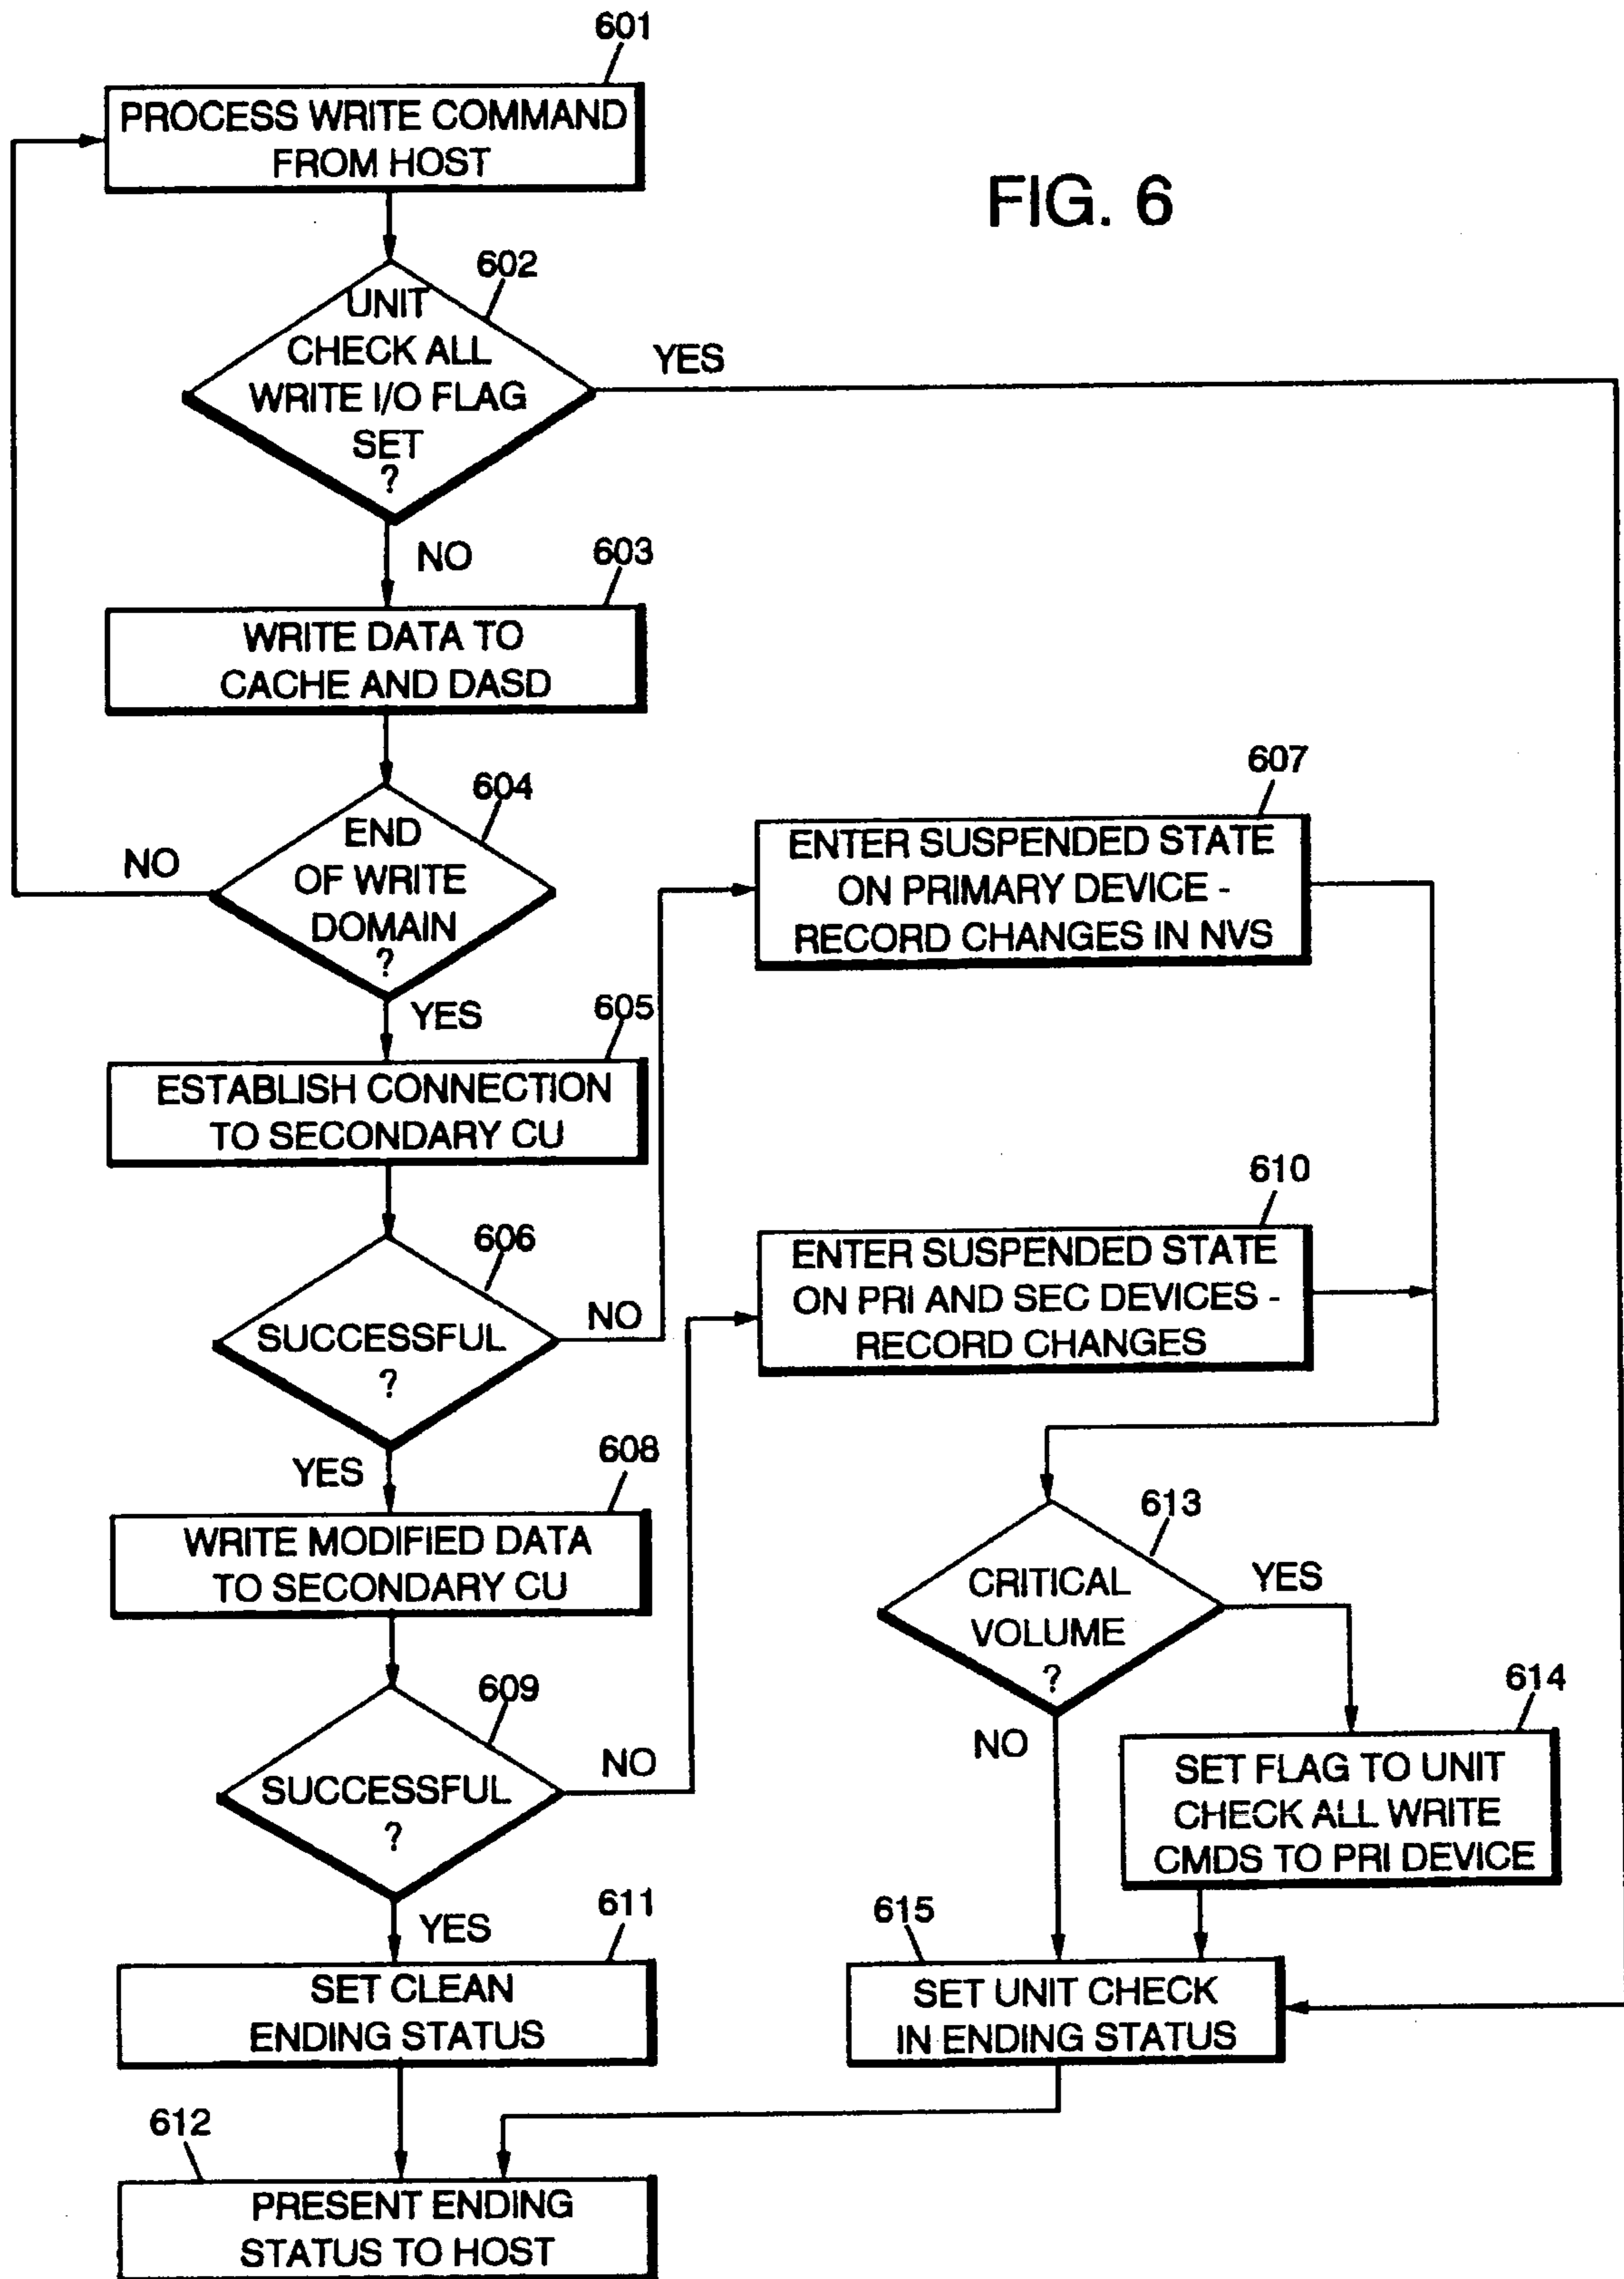 601
PROCESS WRITE COMMAND
FROM HOST
FIG. 6
602
UNIT
CHECK ALL
WRITE I/O FLAG
SET
?
YES
NO
603
WRITE DATA TO
CACHE AND DASD
604
END
OF WRITE
DOMAIN
?
NO
YES
605
ESTABLISH CONNECTION
TO SECONDARY CU
606
SUCCESSFUL
?
NO
YES
607
ENTER SUSPENDED STATE
ON PRIMARY DEVICE -
RECORD CHANGES IN NVS
608
WRITE MODIFIED DATA
TO SECONDARY CU
609
SUCCESSFUL
?
NO
YES
610
ENTER SUSPENDED STATE
ON PRI AND SEC DEVICES -
RECORD CHANGES
611
SET CLEAN
ENDING STATUS
612
PRESENT ENDING
STATUS TO HOST
613
CRITICAL
VOLUME
?
YES
NO
614
SET FLAG TO UNIT
CHECK ALL WRITE
CMDS TO PRI DEVICE
615
SET UNIT CHECK
IN ENDING STATUS